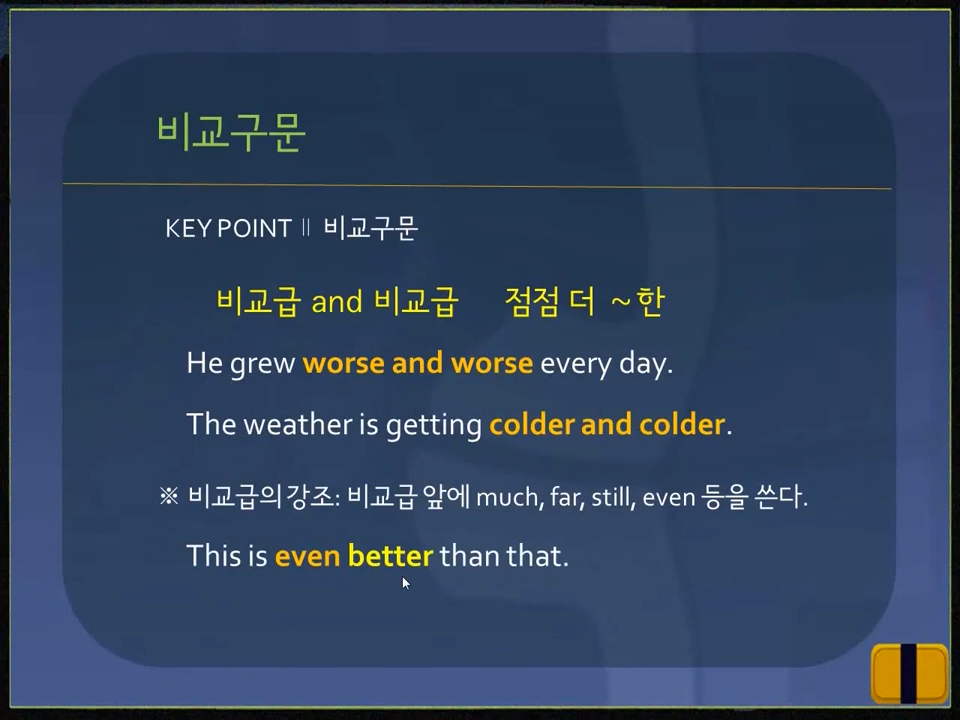 비교구문
KEY POINT Ⅱ 비교구문
비교급 and 비교급 점점 더 ~한
He grew worse and worse every day.
The weather is getting colder and colder.
※ 비교급의 강조: 비교급 앞에 much, far, still, even 등을 쓴다.
This is even better than that.